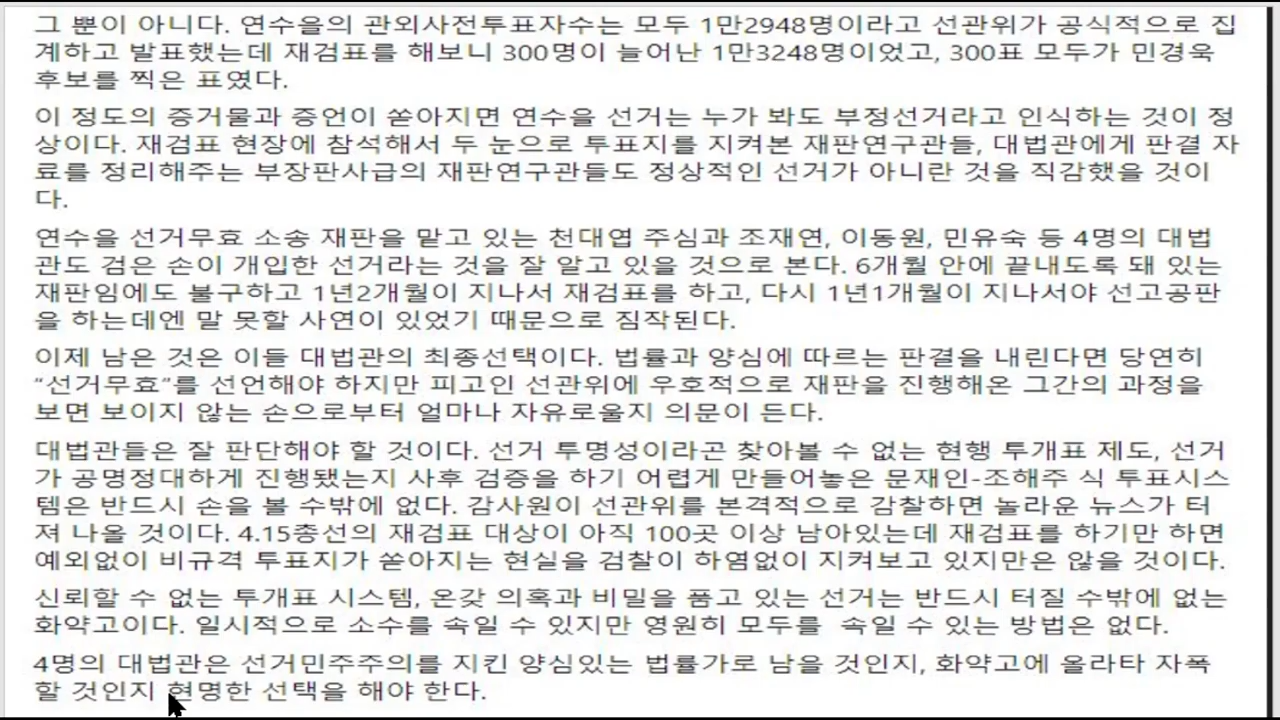 그 뿐이 아니다. 연수을의 관외사전투표자수는 모두 1만2948명이라고 선관위가 공식적으로 집
계하고 발표했는데 재검표를 해보니 300명이 늘어난 1만3248명이었고, 300표 모두가 민경욱
후보를 찍은 표였다.
이 정도의 증거물과 증언이 쏟아지면 연수을 선거는 누가 봐도 부정선거라고 인식하는 것이 정
상이다. 재검표 현장에 참석해서 두 눈으로 투표지를 지켜본 재판연구관들, 대법관에게 판결 자
료를 정리해주는 부장판사급의 재판연구관들도 정상적인 선거가 아니란 것을 직감했을 것이
다.
연수을 선거무효 소송 재판을 맡고 있는 천대엽 주심과 조재연, 이동원, 민유숙 등 4명의 대법
관도 검은 손이 개입한 선거라는 것을 잘 알고 있을 것으로 본다. 6개월 안에 끝내도록 돼 있는
재판임에도 불구하고 1년2개월이 지나서 재검표를 하고, 다시 1년1개월이 지나서야 선고공판
을 하는데엔 말 못할 사연이 있었기 때문으로 짐작된다.
이제 남은 것은 이들 대법관의 최종선택이다. 법률과 양심에 따르는 판결을 내린다면 당연히
“선거무효”를 선언해야 하지만 피고인 선관위에 우호적으로 재판을 진행해온 그간의 과정을
보면 보이지 않는 손으로부터 얼마나 자유로울지 의문이 든다.
대법관들은 잘 판단해야 할 것이다. 선거 투명성이라곤 찾아볼 수 없는 현행 투개표 제도, 선거
가 공명정대하게 진행됐는지 사후 검증을 하기 어렵게 만들어놓은 문재인-조해주 식 투표시스
템은 반드시 손을 볼 수밖에 없다. 감사원이 선관위를 본격적으로 감찰하면 놀라운 뉴스가 터
져 나올 것이다. 4.15총선의 재검표 대상이 아직 100곳 이상 남아있는데 재검표를 하기만 하면
예외없이 비규격 투표지가 쏟아지는 현실을 검찰이 하염없이 지켜보고 있지만은 않을 것이다.
신뢰할 수 없는 투개표 시스템, 온갖 의혹과 비밀을 품고 있는 선거는 반드시 터질 수밖에 없는
화약고이다. 일시적으로 소수를 속일 수 있지만 영원히 모두를 속일 수 있는 방법은 없다.
4명의 대법관은 선거민주주의를 지킨 양심있는 법률가로 남을 것인지, 화약고에 올라타 자폭
할 것인지 현명한 선택을 해야 한다.